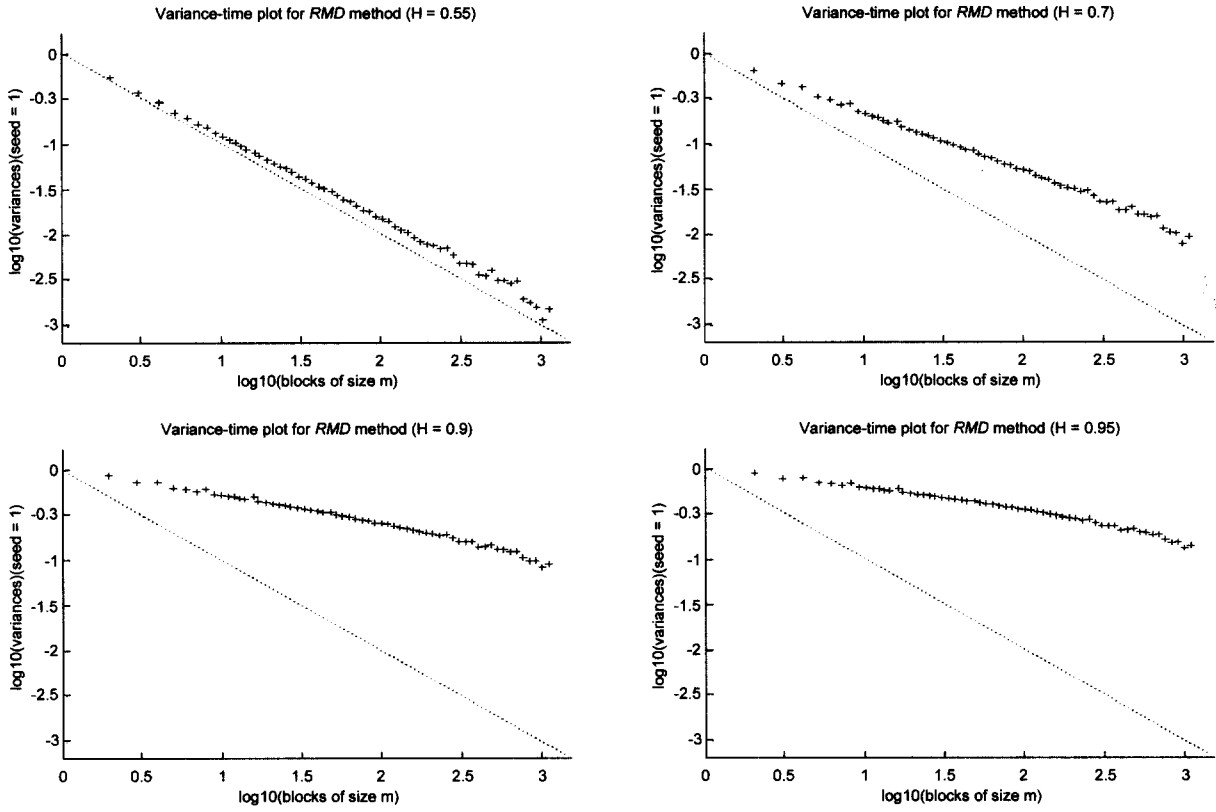 Variance-time plot for RMD method (H = 0.55)
log10(variances)(seed = 1)
0
-0.3
-1
-1.5
-2
-2.5
-3
0 0.5 1 1.5 2 2.5 3
log10(blocks of size m)
Variance-time plot for RMD method (H = 0.7)
log10(variances)(seed = 1)
0
-0.3
-1
-1.5
-2
-2.5
-3
0 0.5 1 1.5 2 2.5 3
log10(blocks of size m)
Variance-time plot for RMD method (H = 0.9)
log10(variances)(seed = 1)
0
-0.3
-1
-1.5
-2
-2.5
-3
0 0.5 1 1.5 2 2.5 3
log10(blocks of size m)
Variance-time plot for RMD method (H = 0.95)
log10(variances)(seed = 1)
0
-0.3
-1
-1.5
-2
-2.5
-3
0 0.5 1 1.5 2 2.5 3
log10(blocks of size m)